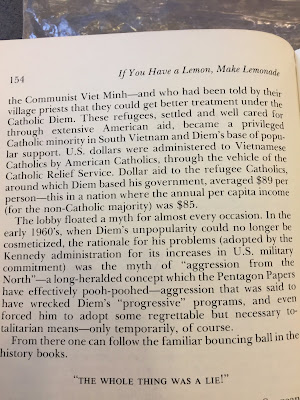 154
If You Have a Lemon, Make Lemonade
the Communist Viet Minh—and who had been told by their
village priests that they could get better treatment under the
Catholic Diem. These refugees, settled and well cared for
through extensive American aid, became a privileged
Catholic minority in South Vietnam and Diem's base of popu-
lar support. U.S. dollars were administered to Vietnamese
Catholics by American Catholics, through the vehicle of the
Catholic Relief Service. Dollar aid to the refugee Catholics,
around which Diem based his government, averaged $89 per
person—this in a nation where the annual per capita income
(for the non-Catholic majority) was $85.
The lobby floated a myth for almost every occasion. In the
early 1960's, when Diem's unpopularity could no longer be
cosmeticized, the rationale for his problems (adopted by the
Kennedy administration for its increases in U.S. military
commitment) was the myth of "aggression from the
North"—a long-heralded concept which the Pentagon Papers
have effectively pooh-poohed—aggression that was said to
have wrecked Diem's "progressive" programs, and even
forced him to adopt some regrettable but necessary to-
talitarian means—only temporarily, of course.
From there one can follow the familiar bouncing ball in the
history books.
"THE WHOLE THING WAS A LIE!"